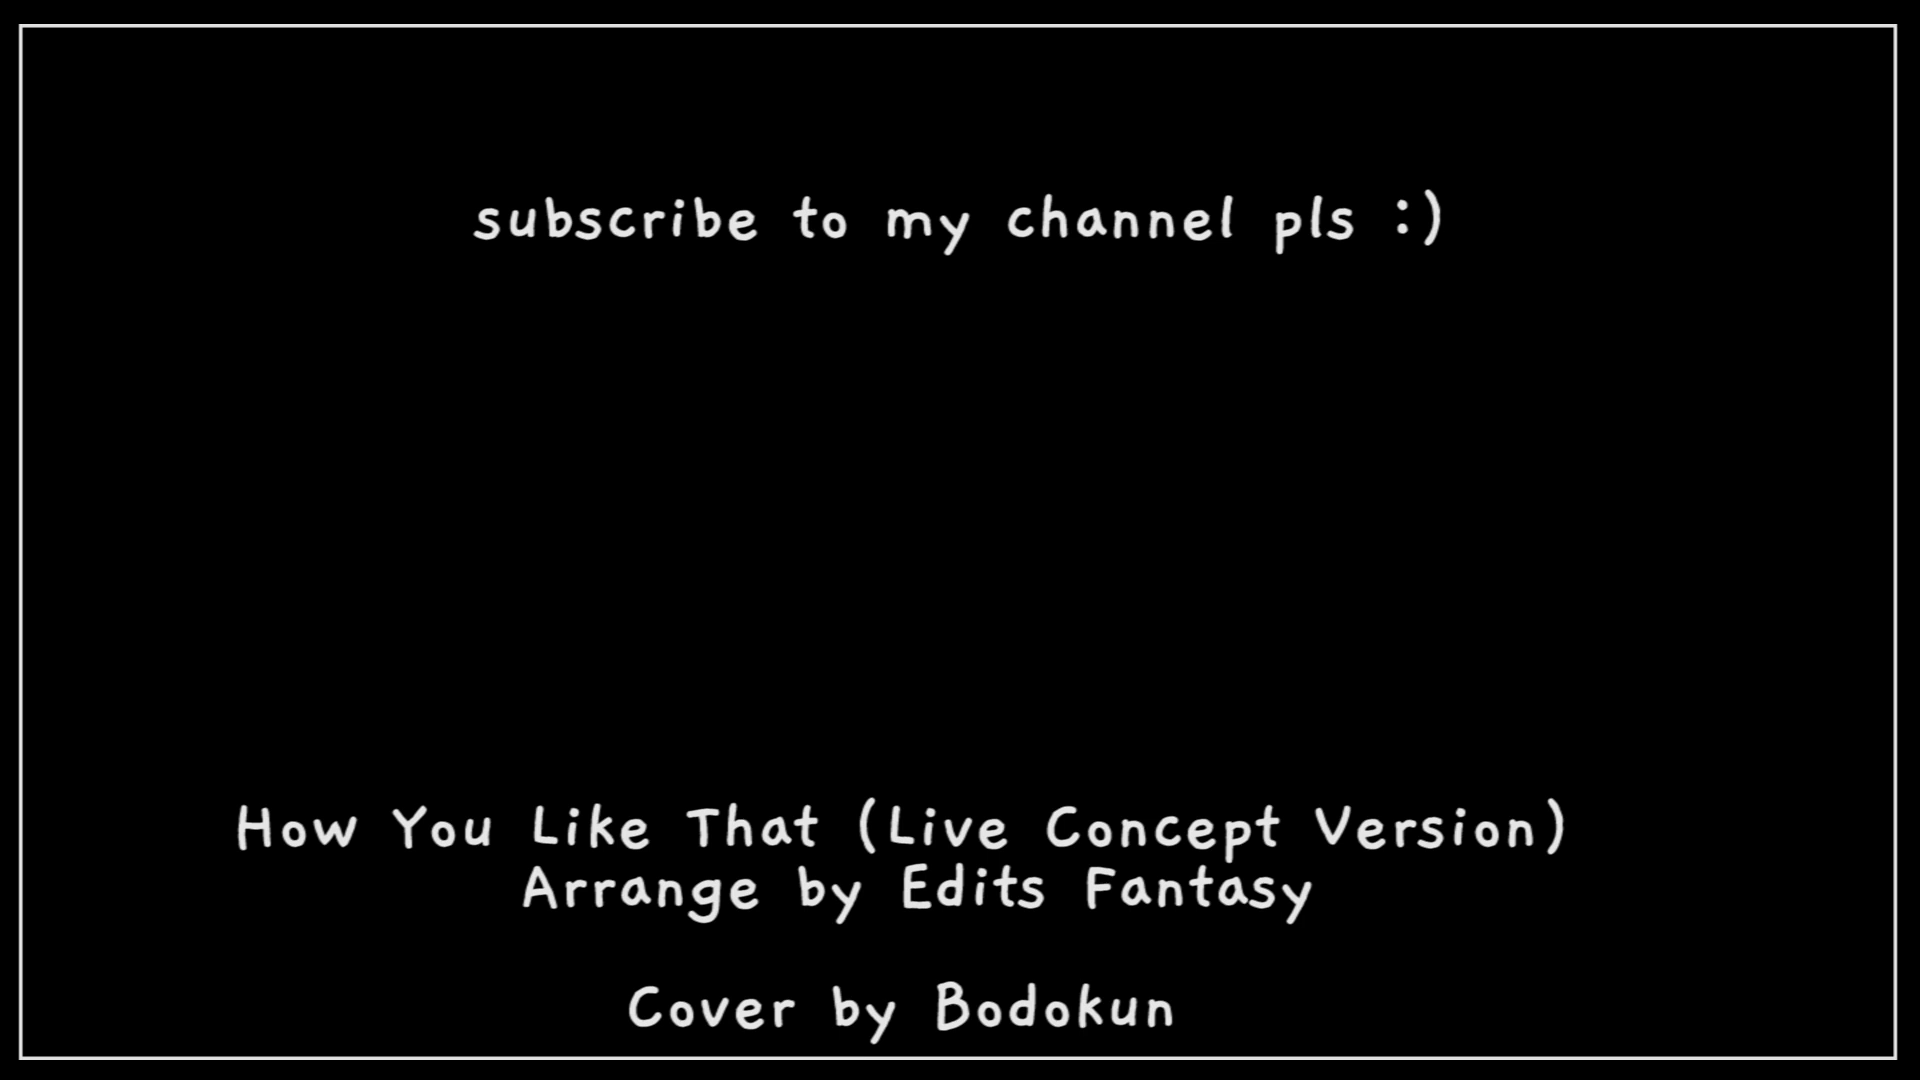 subscribe to my channel pls :)
How You Like That (Live Concept Version)
Arrange by Edits Fantasy
Cover by Bodokun